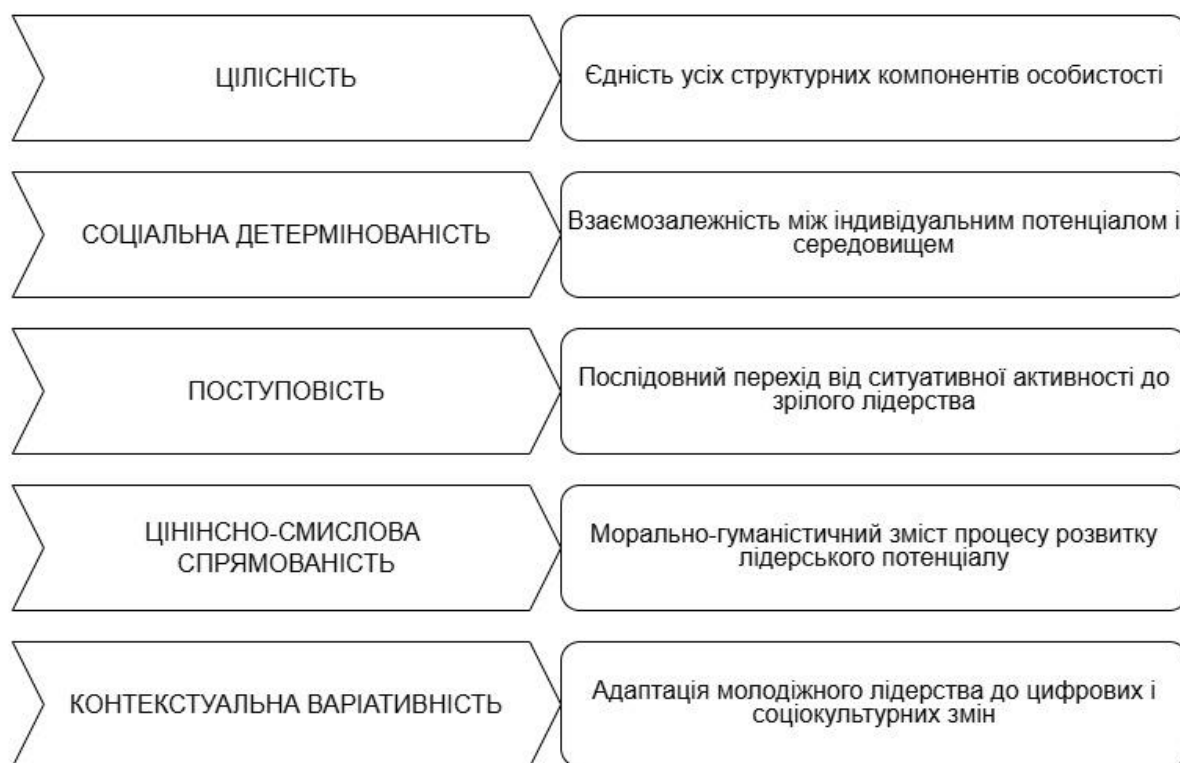 ЦІЛІСНІСТЬ
Єдність усіх структурних компонентів особистості
СОЦІАЛЬНА ДЕТЕРМІНОВАНІСТЬ
Взаємозалежність між індивідуальним потенціалом і
середовищем
ПОСТУПОВІСТЬ
Послідовний перехід від ситуативної активності до
зрілого лідерства
ЦІНІНСНО-СМИСЛОВА
СПРЯМОВАНІСТЬ
Морально-гуманістичний зміст процесу розвитку
лідерського потенціалу
КОНТЕКСТУАЛЬНА ВАРІАТИВНІСТЬ
Адаптація молодіжного лідерства до цифрових і
соціокультурних змін